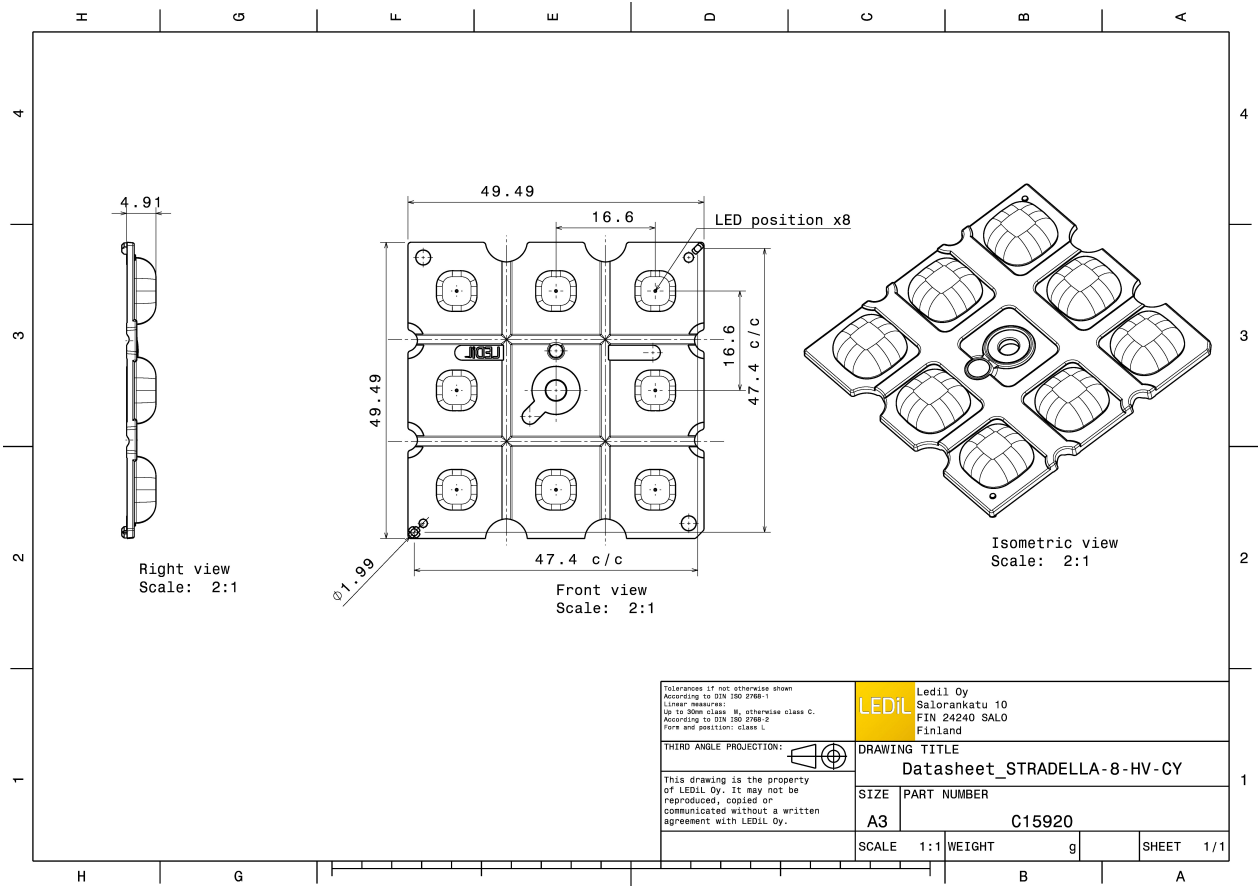 H G F E D C B A
4 4
4.91
49.49
16.6
LED position x8
3 3
16.6
47.4 c/c
49.49
LEDiL
2 2
Right view
Scale: 2:1
∅1.99
47.4 c/c
Front view
Scale: 2:1
Isometric view
Scale: 2:1
Tolerances if not otherwise shown
According to DIN ISO 2768-1
Linear measures:
Up to 30mm class M, otherwise class C.
According to DIN ISO 2768-2
Form and position: class L
LEDiL
Ledil Oy
Salorankatu 10
FIN 24240 SALO
Finland
THIRD ANGLE PROJECTION:
DRAWING TITLE
Datasheet_STRADELLA-8-HV-CY
1 1
This drawing is the property
of LEDiL Oy. It may not be
reproduced, copied or
communicated without a written
agreement with LEDiL Oy.
SIZE PART NUMBER
A3 C15920
SCALE 1:1 WEIGHT g SHEET 1/1
H G B A